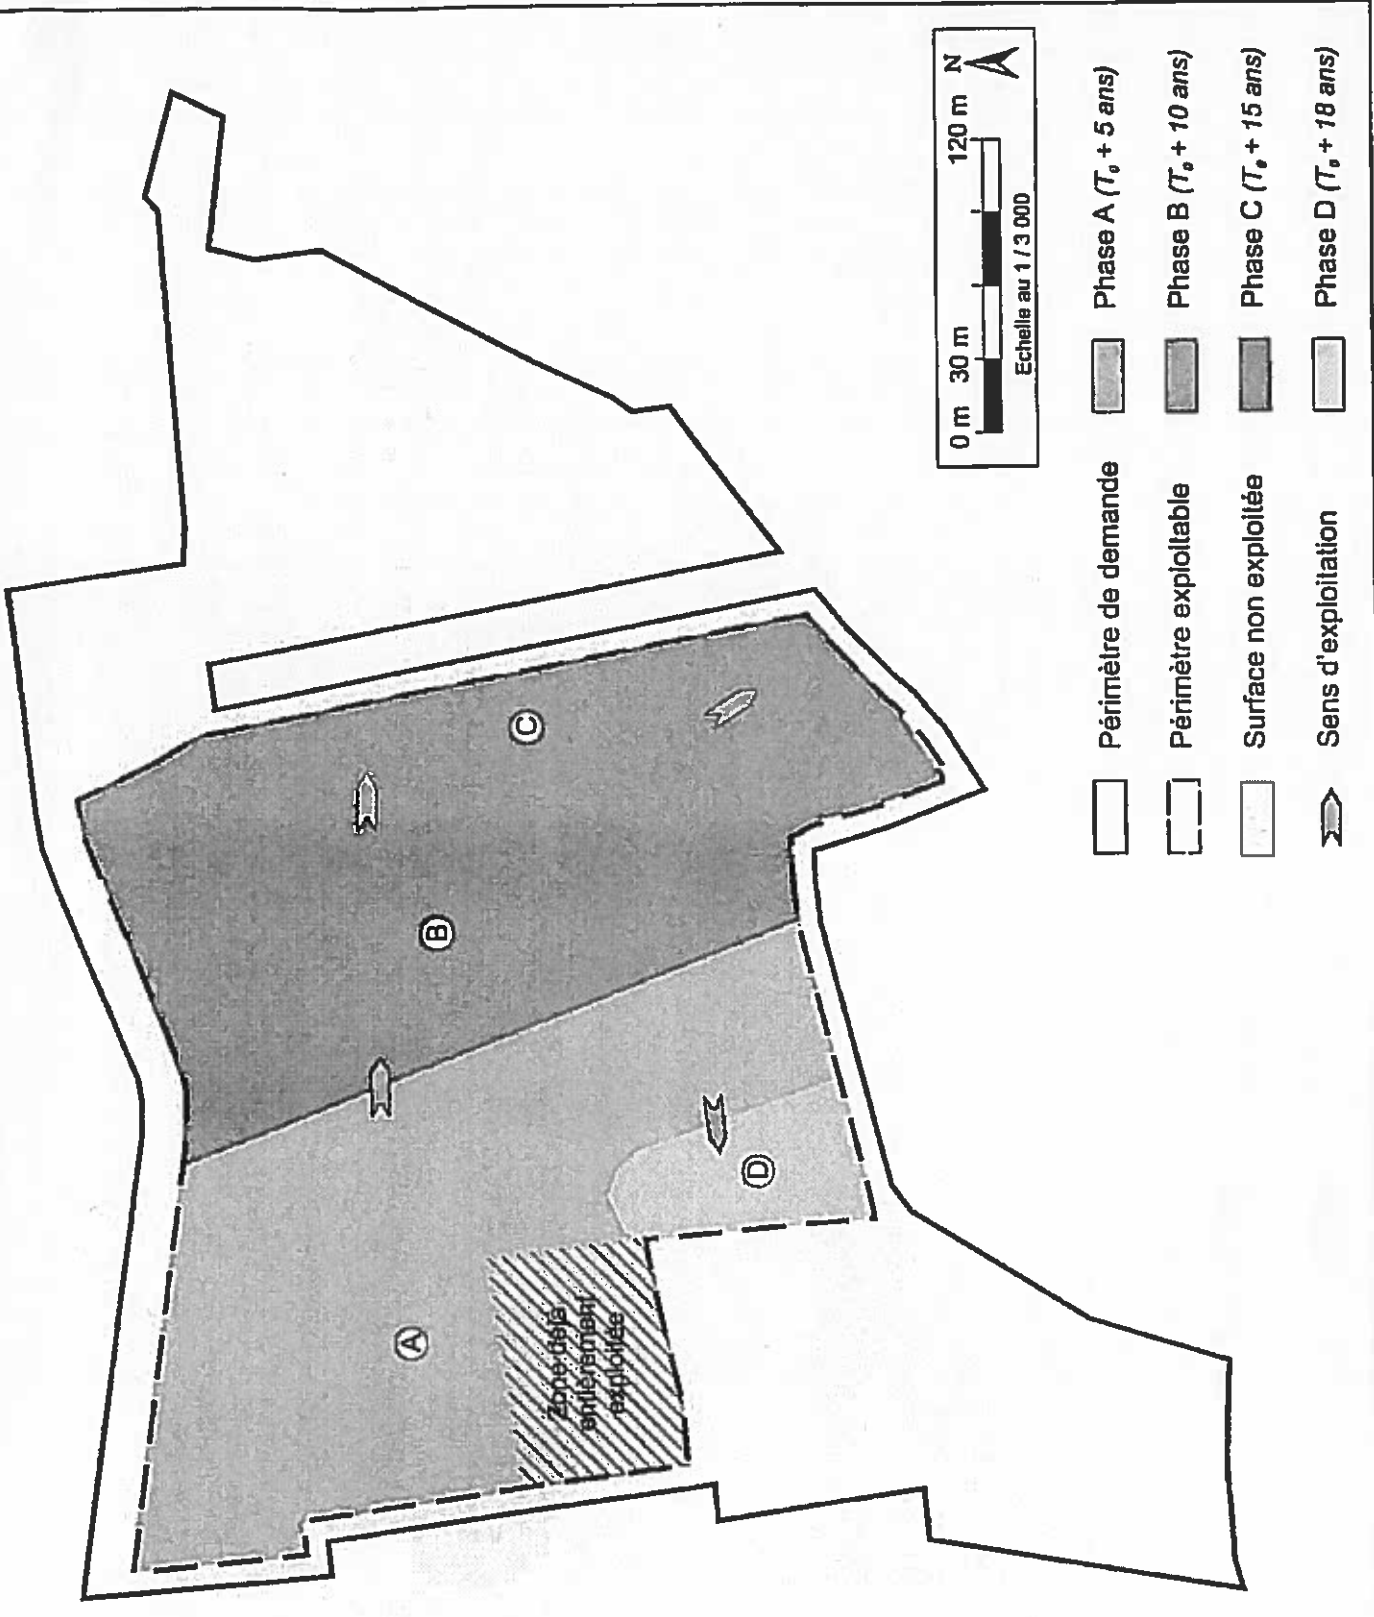 C
B
A
D
Zone déjà
entièrement
exploitée
0 m 30 m 120 m N
Echelle au 1 / 3 000
Périmètre de demande
Périmètre exploitable
Surface non exploitée
Sens d'exploitation
Phase A (T₀ + 5 ans)
Phase B (T₀ + 10 ans)
Phase C (T₀ + 15 ans)
Phase D (T₀ + 18 ans)